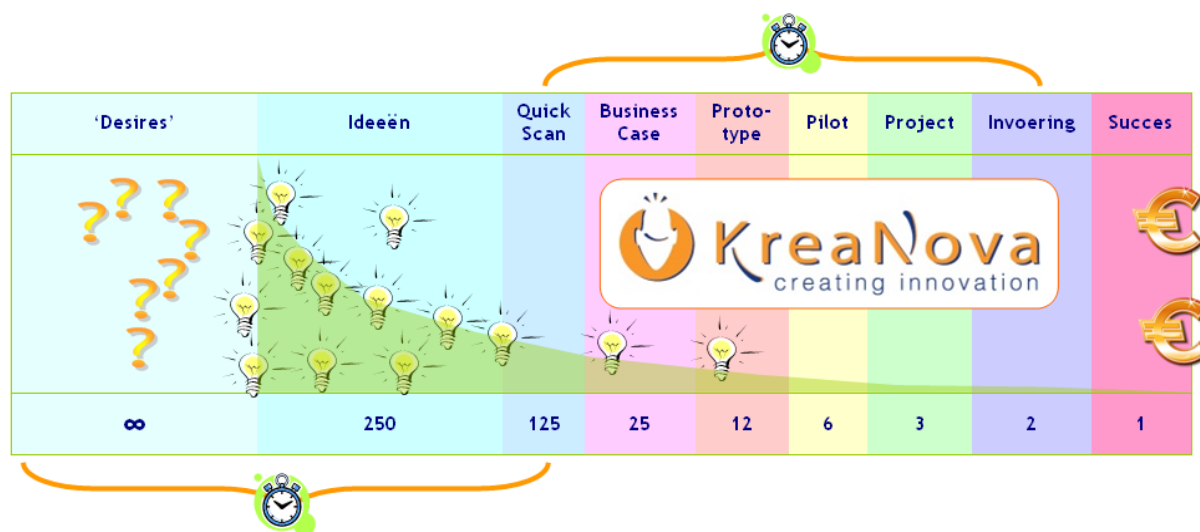 'Desires'
Ideeën
Quick
Scan
Business
Case
Proto-
type
Pilot
Project
Invoering
Succes
KreaNova
creating innovation
∞
250
125
25
12
6
3
2
1